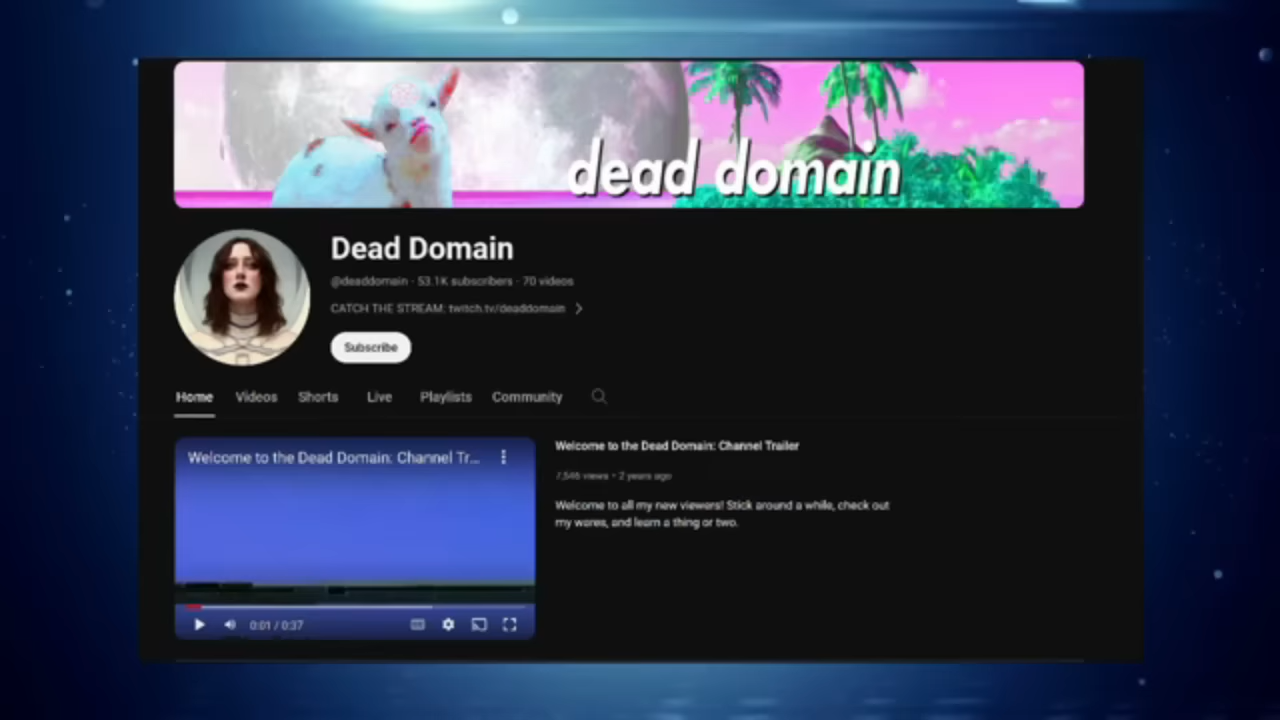 dead domain
Dead Domain
@deaddomain · 53.1K subscribers · 70 videos
CATCH THE STREAM: twitch.tv/deaddomain
Subscribe
Home Videos Shorts Live Playlists Community
Welcome to the Dead Domain: Channel Tr...
0:01 / 0:37
Welcome to the Dead Domain: Channel Trailer
7,546 views • 2 years ago
Welcome to all my new viewers! Stick around a while, check out
my wares, and learn a thing or two.